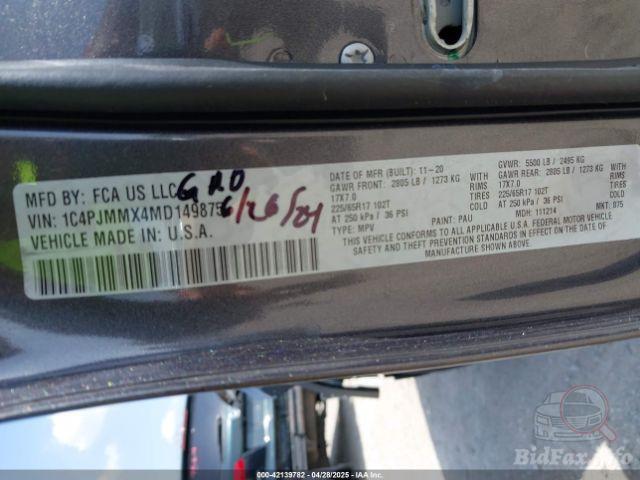 MFD BY: FCA US LLC
GRD
6/26/24
VIN: 1C4PJMMX4MD149875
VEHICLE MADE IN: U.S.A.
DATE OF MFR (BUILT): 11-20
GAWR FRONT: 2805 LB / 1273 KG
17X7.0 RIMS
225/65R17 102T TIRES
AT 250 kPa / 36 PSI COLD
TYPE: MPV
GVWR: 5500 LB / 2495 KG
GAWR REAR: 2805 LB / 1273 KG
RIMS 17X7.0
TIRES 225/65R17 102T
COLD AT 250 kPa / 36 PSI
MDH: 111214
PAINT: PAU
MKT: 075
THIS VEHICLE CONFORMS TO ALL APPLICABLE U.S.A. FEDERAL MOTOR VEHICLE
SAFETY AND THEFT PREVENTION STANDARDS IN EFFECT ON THE DATE OF
MANUFACTURE SHOWN ABOVE.
BidFax.info
000-42139782 / 04/28/2025 / IAA Inc.